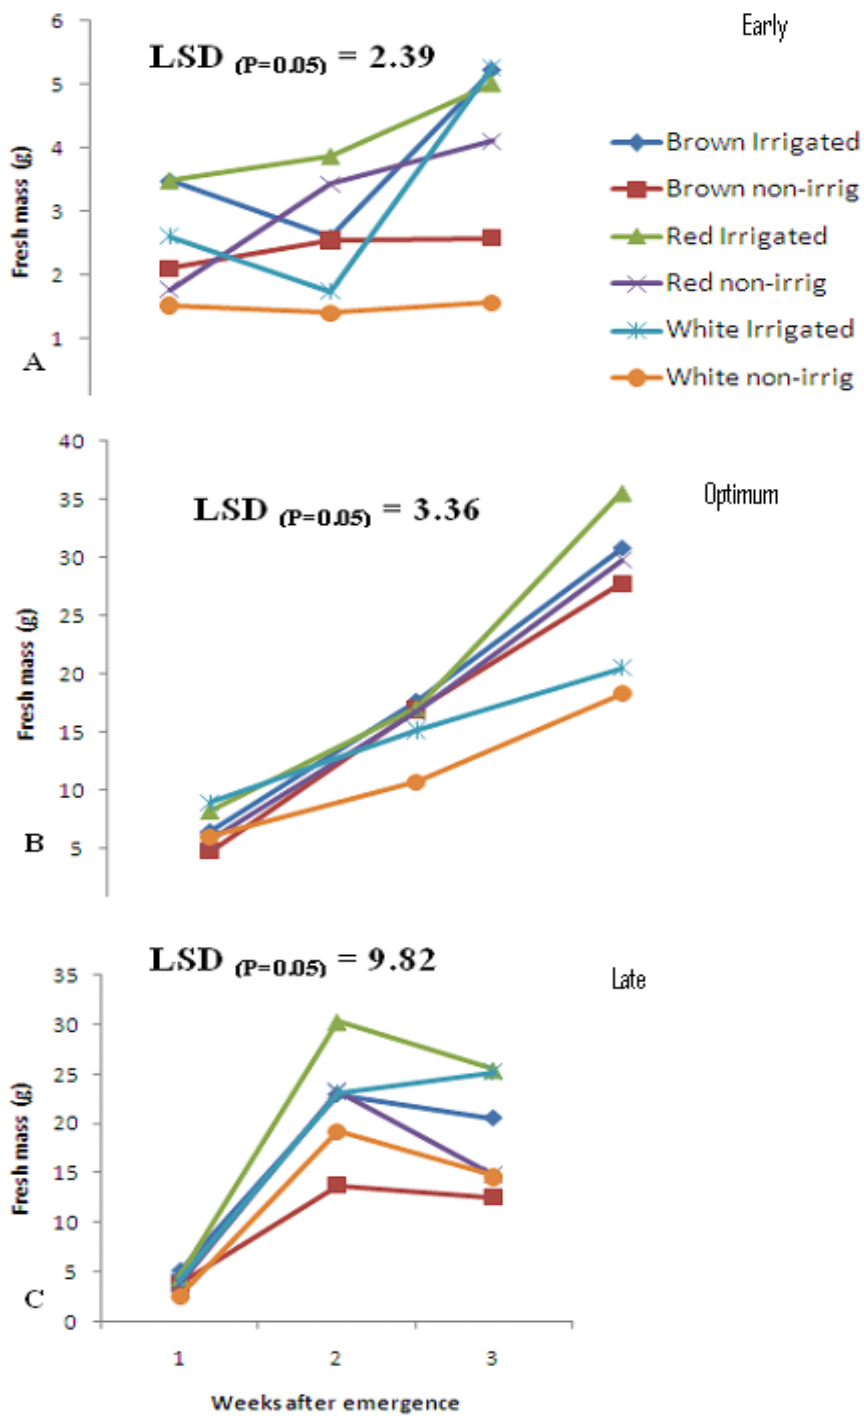 Early
LSD (P=0.05) = 2.39
6
5
4
3
2
1
Fresh mass (g)
A
Brown Irrigated
Brown non-irrig
Red Irrigated
Red non-irrig
White Irrigated
White non-irrig
Optimum
LSD (P=0.05) = 3.36
40
35
30
25
20
15
10
5
Fresh mass (g)
B
Late
LSD (P=0.05) = 9.82
35
30
25
20
15
10
5
0
Fresh mass (g)
C
1 2 3
Weeks after emergence